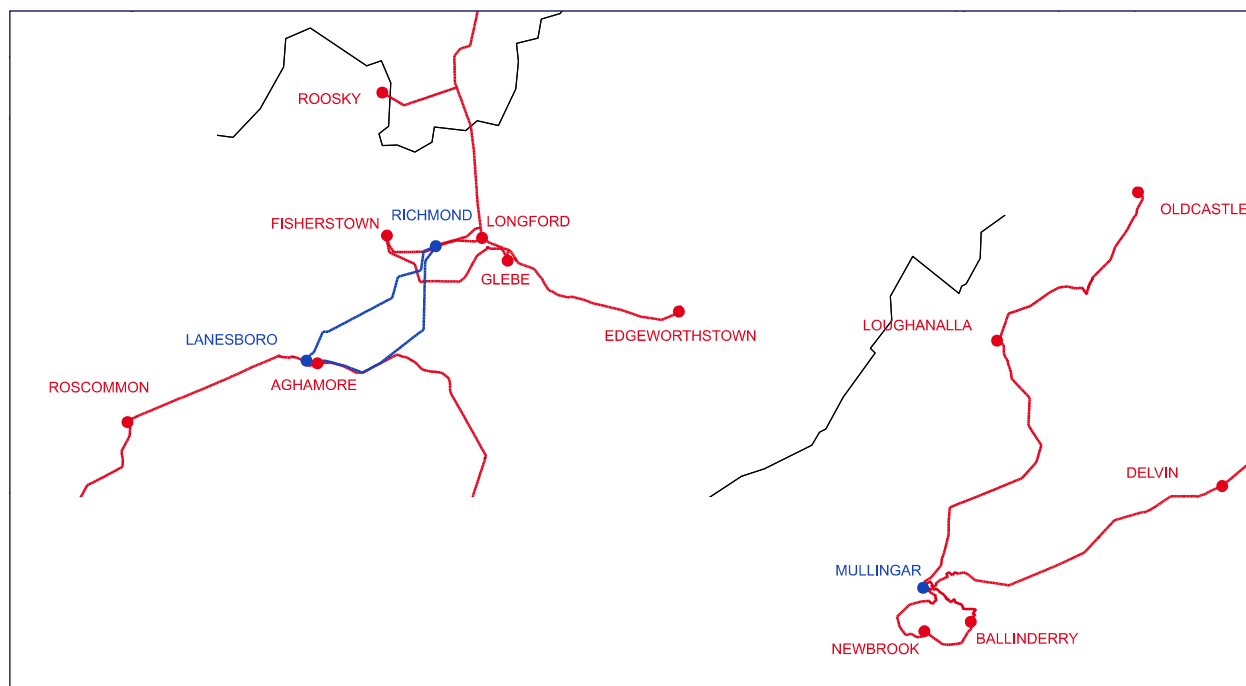 ROOSKY
OLDCASTLE
RICHMOND
LONGFORD
FISHERSTOWN
GLEBE
LOUGHANALLA
EDGEWORTHSTOWN
LANESBORO
AGHAMORE
ROSCOMMON
DELVIN
MULLINGAR
BALLINDERRY
NEWBROOK